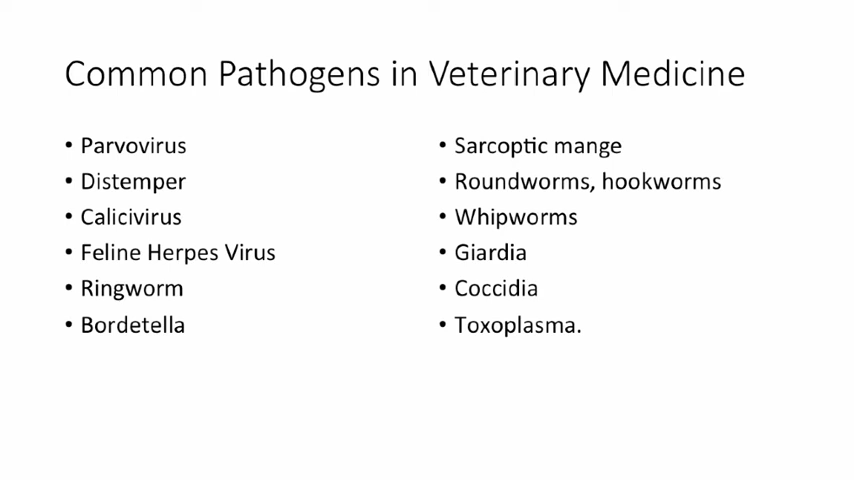 Common Pathogens in Veterinary Medicine
• Parvovirus
• Distemper
• Calicivirus
• Feline Herpes Virus
• Ringworm
• Bordetella
• Sarcoptic mange
• Roundworms, hookworms
• Whipworms
• Giardia
• Coccidia
• Toxoplasma.